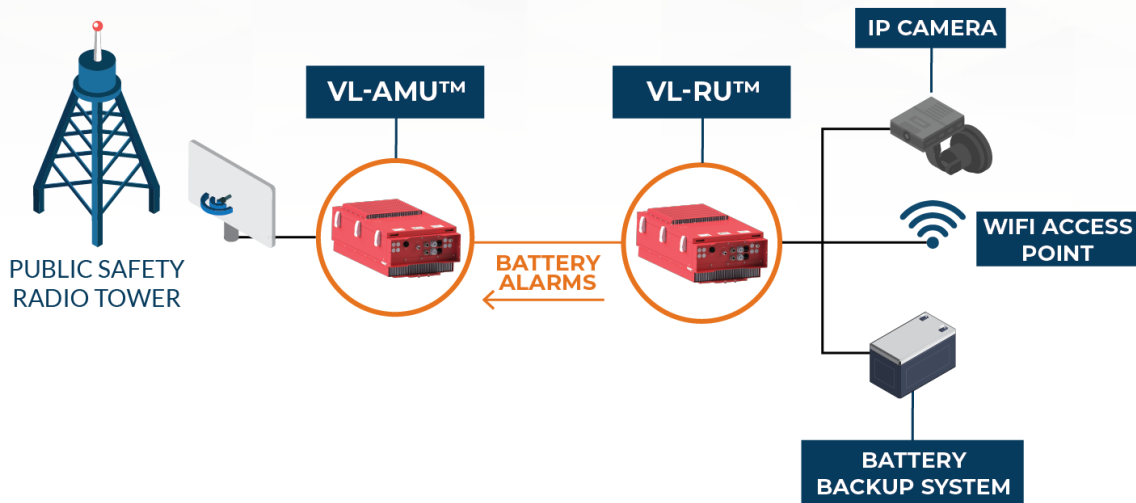 IP CAMERA
VL-AMU™
VL-RU™
WIFI ACCESS
POINT
PUBLIC SAFETY
RADIO TOWER
BATTERY
ALARMS
BATTERY
BACKUP SYSTEM